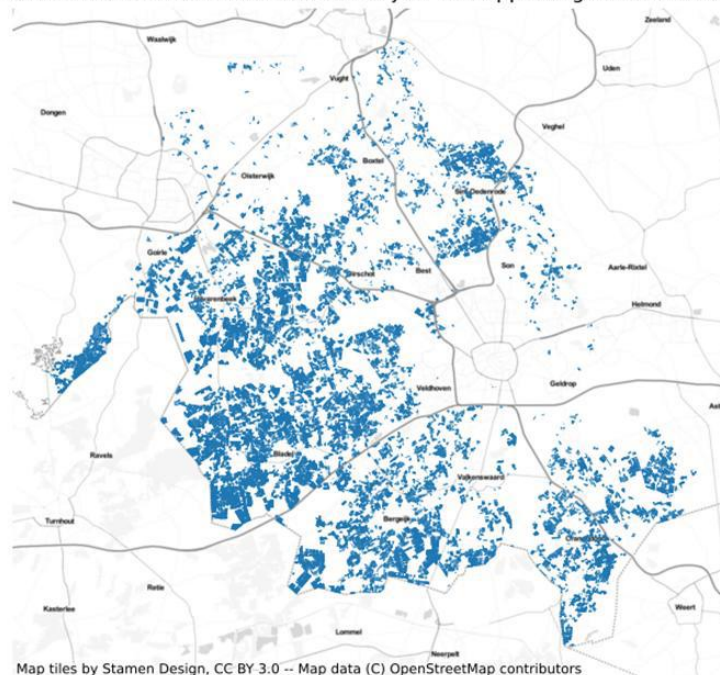 Zeeland
Waalwijk
Vught
Uden
Dongen
Veghel
Boxtel
Oisterwijk
Sint-Oedenrode
Goirle
Best
Son
Aarle-Rixtel
Helmond
Veldhoven
Geldrop
Ast
Ravels
Bladel
Valkenswaard
Turnhout
Bergeijk
Retie
Kasterlee
Weert
Lommel
Neerpelt
Map tiles by Stamen Design, CC BY 3.0 -- Map data (C) OpenStreetMap contributors